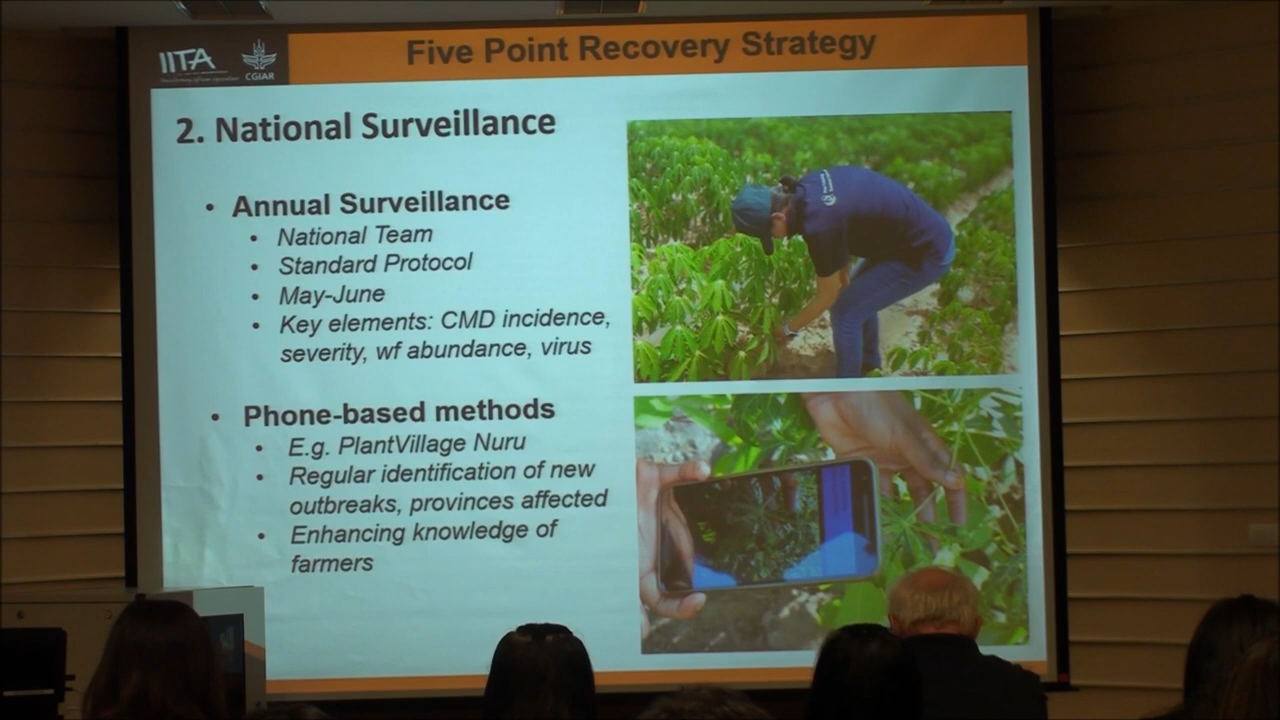 IITA
CGIAR
Five Point Recovery Strategy
2. National Surveillance
• Annual Surveillance
• National Team
• Standard Protocol
• May-June
• Key elements: CMD incidence,
severity, wf abundance, virus
• Phone-based methods
• E.g. PlantVillage Nuru
• Regular identification of new
outbreaks, provinces affected
• Enhancing knowledge of
farmers